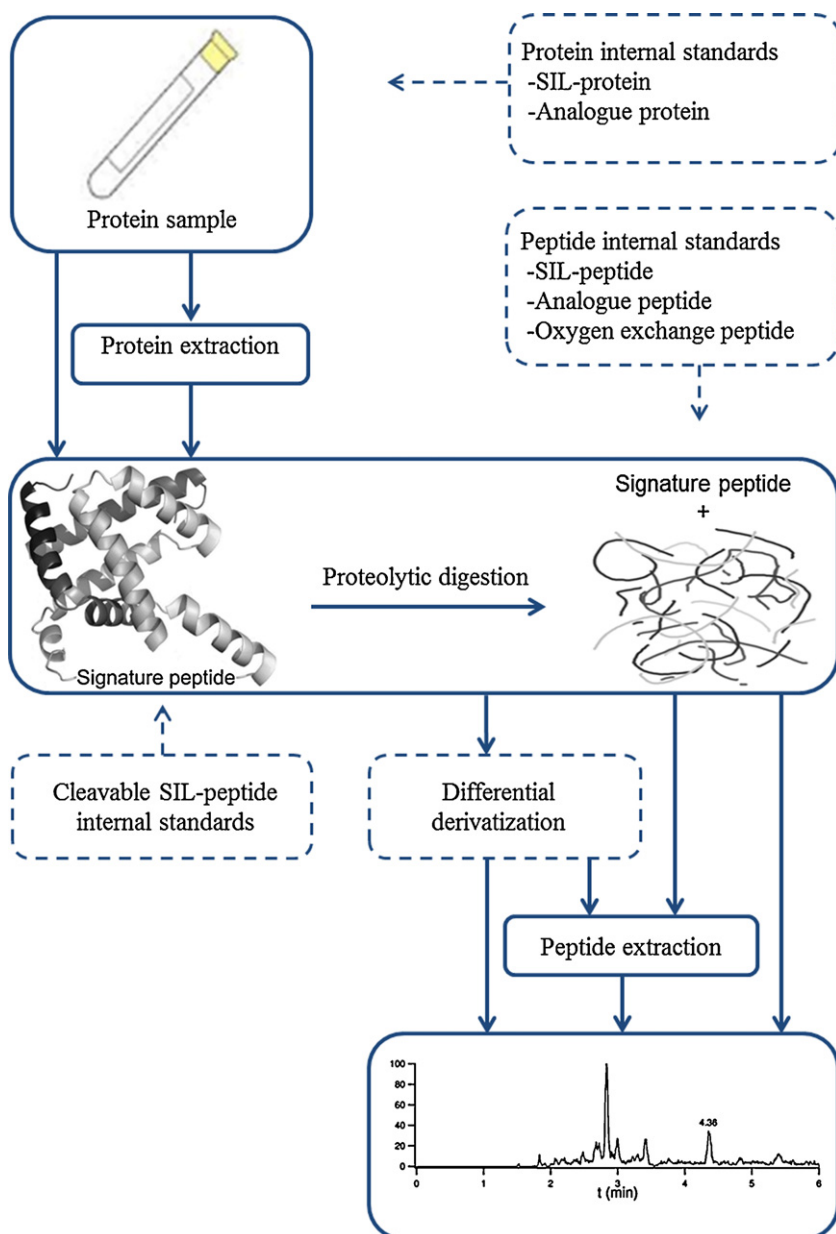 Protein sample
Protein internal standards
-SIL-protein
-Analogue protein
Peptide internal standards
-SIL-peptide
-Analogue peptide
-Oxygen exchange peptide
Protein extraction
Signature peptide
Proteolytic digestion
Signature peptide
+
Cleavable SIL-peptide
internal standards
Differential
derivatization
Peptide extraction
100
80
60
40
20
0
4.36
0 1 2 3 4 5 6
t (min)